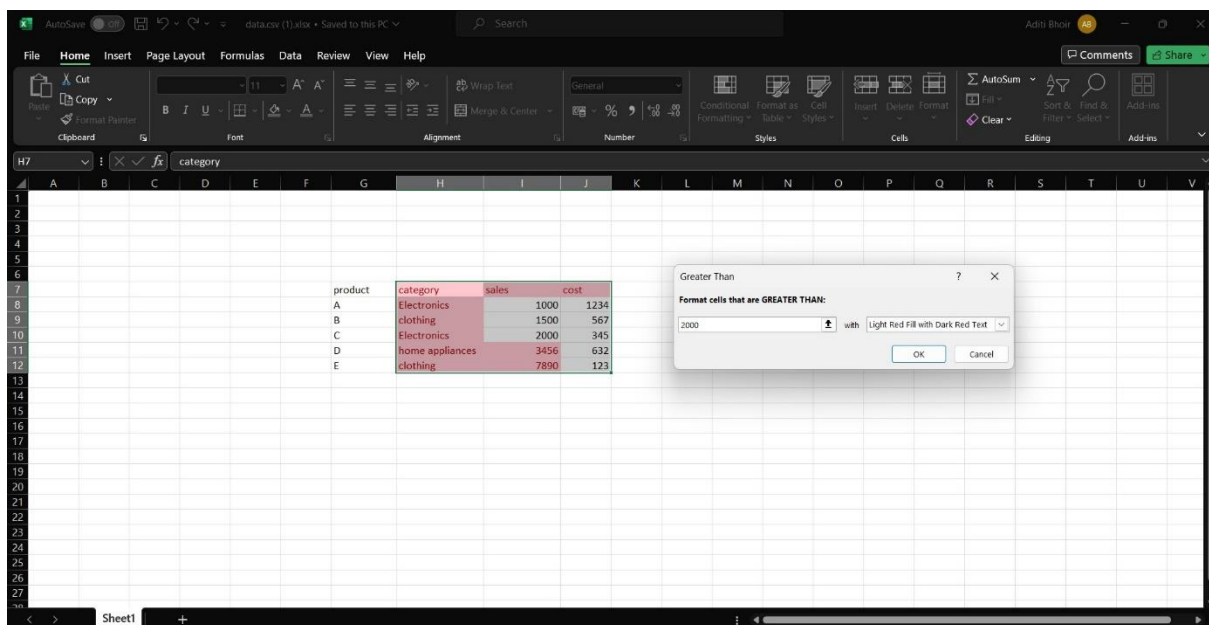 AutoSave Off data.csv (1).xlsx • Saved to this PC Search Aditi Bhoir AB
File Home Insert Page Layout Formulas Data Review View Help Comments Share
Paste Cut Copy Format Painter Clipboard
11 A A B I U A Font
Wrap Text Merge & Center Alignment
General % Number
Conditional Formatting Format as Table Cell Styles Styles
Insert Delete Format Cells
AutoSum Fill Clear Sort & Filter Find & Select Editing
Add-ins Add-ins
H7 fx category
A B C D E F G H I J K L M N O P Q R S T U V
1
2
3
4
5
6
7 product category sales cost
8 A Electronics 1000 1234
9 B clothing 1500 567
10 C Electronics 2000 345
11 D home appliances 3456 632
12 E clothing 7890 123
13
14
15
16
17
18
19
20
21
22
23
24
25
26
27
Greater Than ?
Format cells that are GREATER THAN:
2000 with Light Red Fill with Dark Red Text
OK Cancel
Sheet1